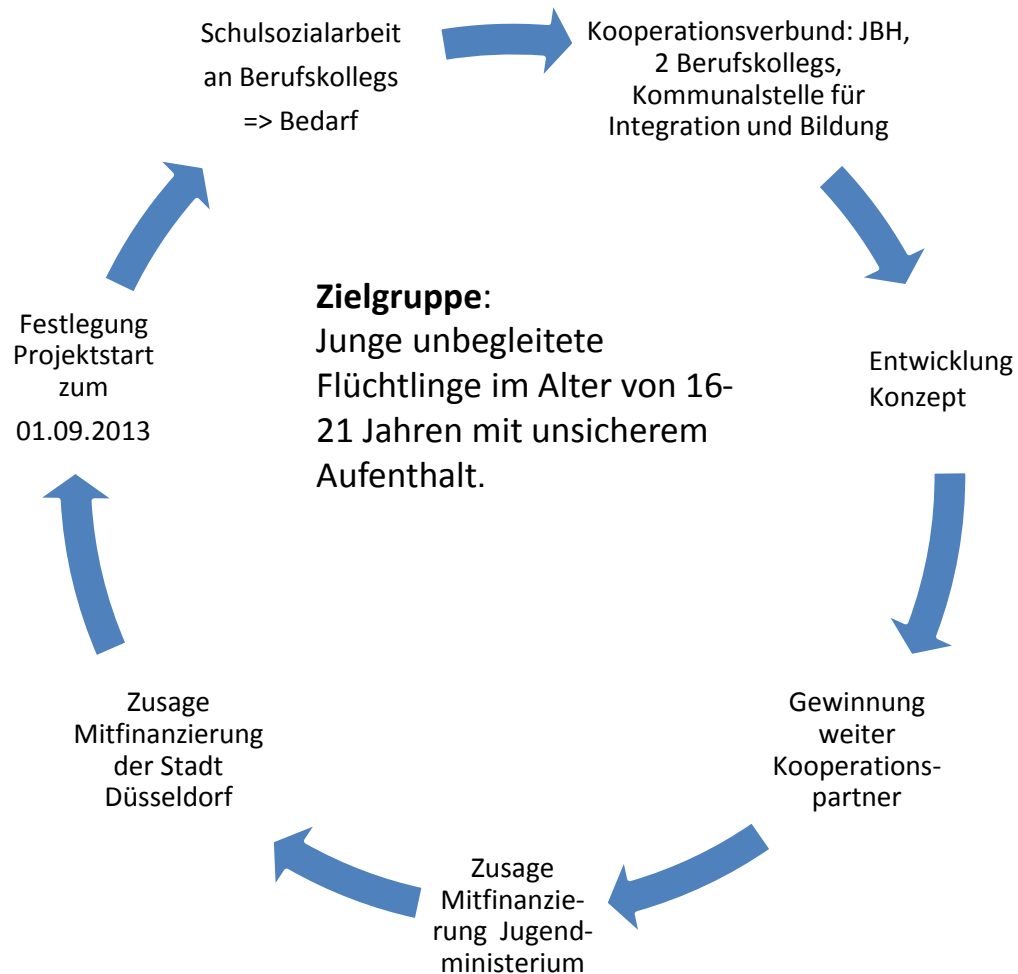 Schulsozialarbeit
an Berufskollegs
=> Bedarf
Kooperationsverbund: JBH,
2 Berufskollegs,
Kommunalstelle für
Integration und Bildung
Entwicklung
Konzept
Gewinnung
weiter
Kooperations-
partner
Zusage
Mitfinanzie-
rung Jugend-
ministerium
Zusage
Mitfinanzierung
der Stadt
Düsseldorf
Festlegung
Projektstart
zum
01.09.2013
Zielgruppe:
Junge unbegleitete
Flüchtlinge im Alter von 16-
21 Jahren mit unsicherem
Aufenthalt.